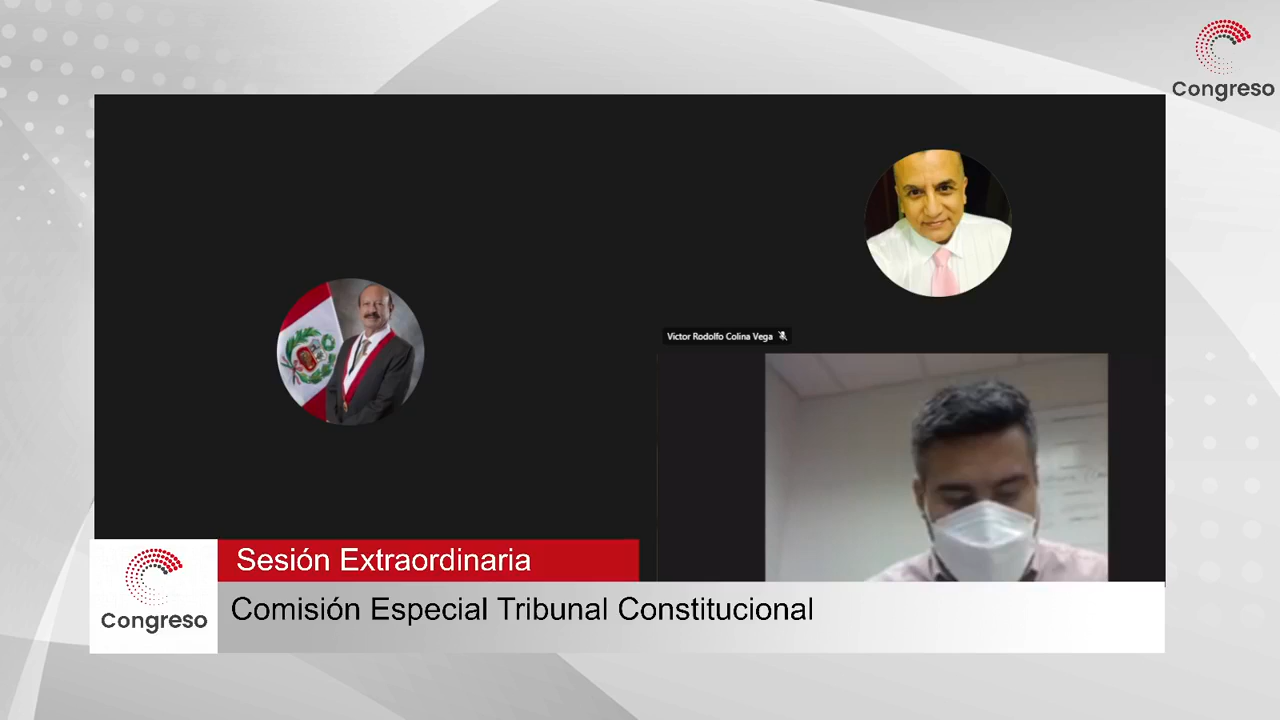 Congreso
Victor Rodolfo Colina Vega
Sesión Extraordinaria
Comisión Especial Tribunal Constitucional
Congreso